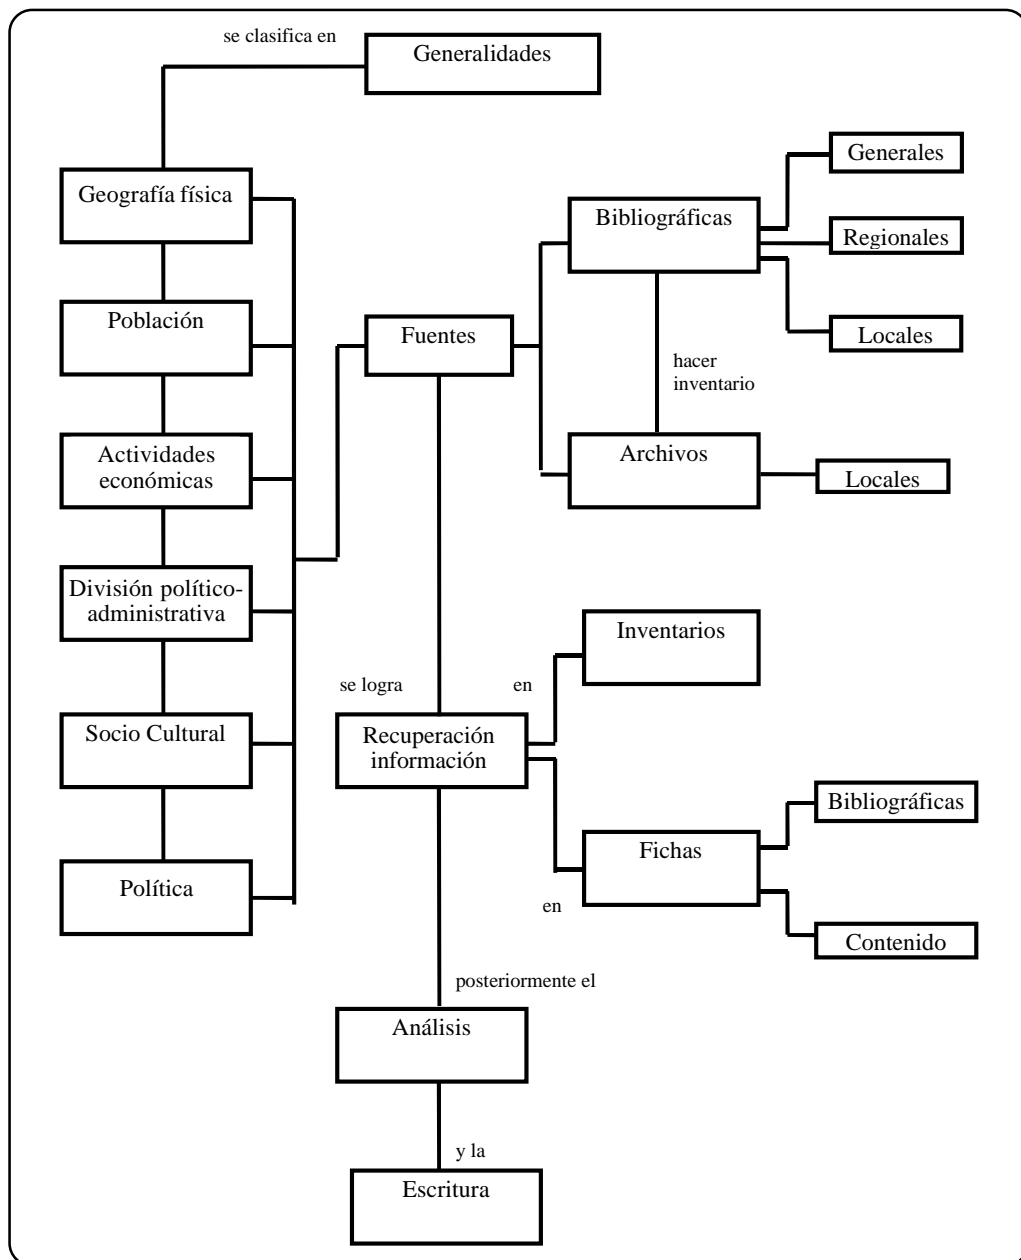 se clasifica en
Generalidades
Generales
Geografía física
Bibliográficas
Regionales
Población
Fuentes
Locales
hacer
inventario
Actividades
económicas
Archivos
Locales
División político-
administrativa
Inventarios
se logra
en
Socio Cultural
Recuperación
información
Bibliográficas
Fichas
Política
en
Contenido
posteriormente el
Análisis
y la
Escritura